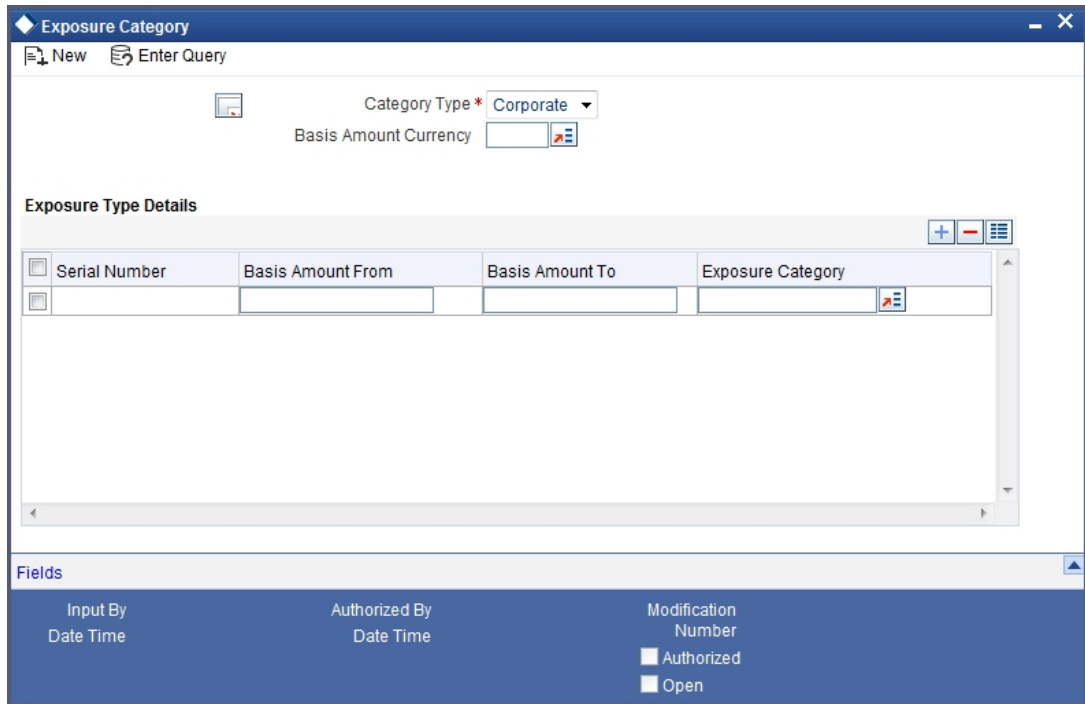 Exposure Category
New Enter Query
Category Type * Corporate
Basis Amount Currency
Exposure Type Details
Serial Number Basis Amount From Basis Amount To Exposure Category
Fields
Input By Authorized By Modification
Date Time Date Time Number
Authorized
Open